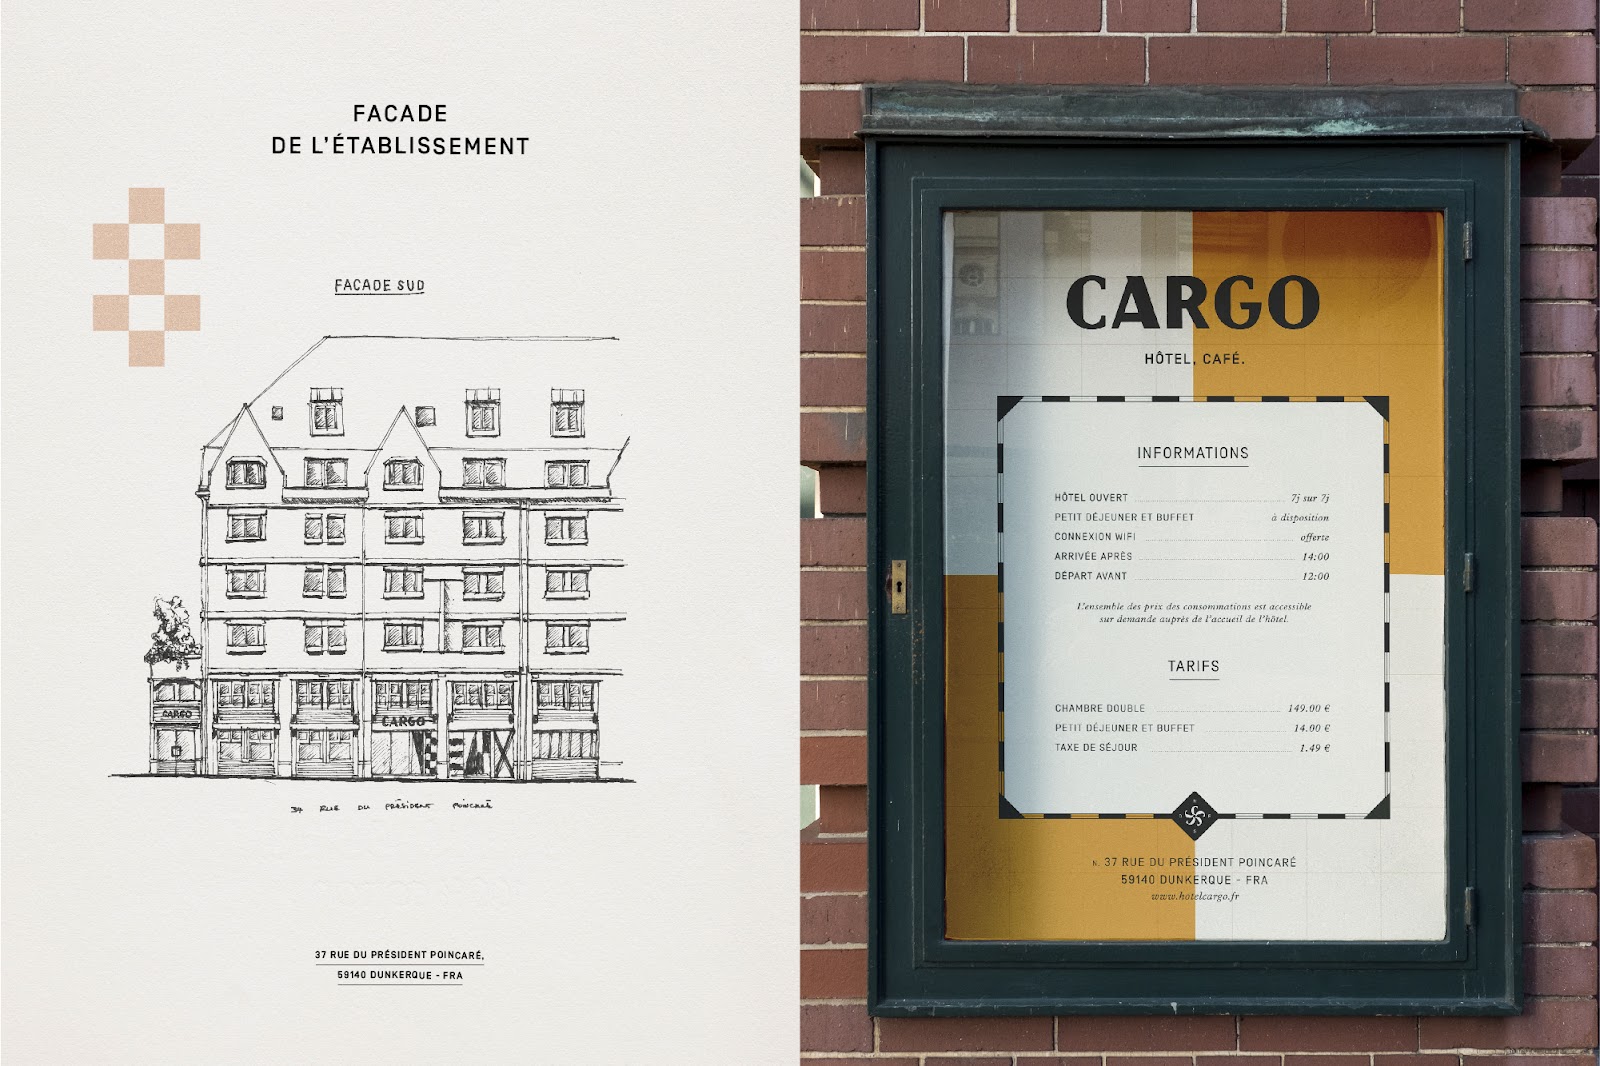 FACADE
DE L'ÉTABLISSEMENT
FACADE SUD
CARGO
CARGO
37 RUE DU PRÉSIDENT POINCARÉ
37 RUE DU PRÉSIDENT POINCARÉ,
59140 DUNKERQUE - FRA
CARGO
HÔTEL, CAFÉ.
INFORMATIONS
HÔTEL OUVERT 7j sur 7j
PETIT DÉJEUNER ET BUFFET à disposition
CONNEXION WIFI offerte
ARRIVÉE APRÈS 14:00
DÉPART AVANT 12:00
L'ensemble des prix des consommations est accessible
sur demande auprès de l'accueil de l'hôtel.
TARIFS
CHAMBRE DOUBLE 149.00 €
PETIT DÉJEUNER ET BUFFET 14.00 €
TAXE DE SÉJOUR 1.49 €
N. 37 RUE DU PRÉSIDENT POINCARÉ
59140 DUNKERQUE - FRA
www.hotelcargo.fr